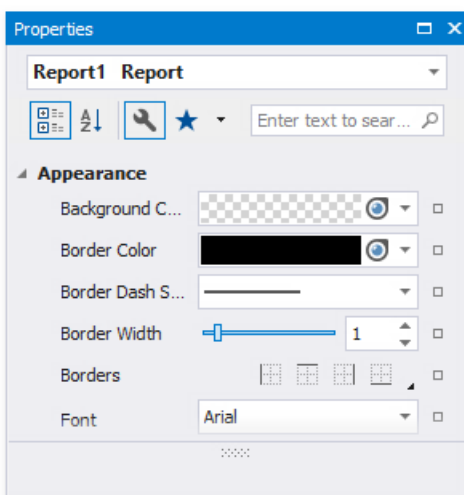 Properties
Report1 Report
Enter text to sear...
Appearance
Background C...
Border Color
Border Dash S...
Border Width 1
Borders
Font Arial